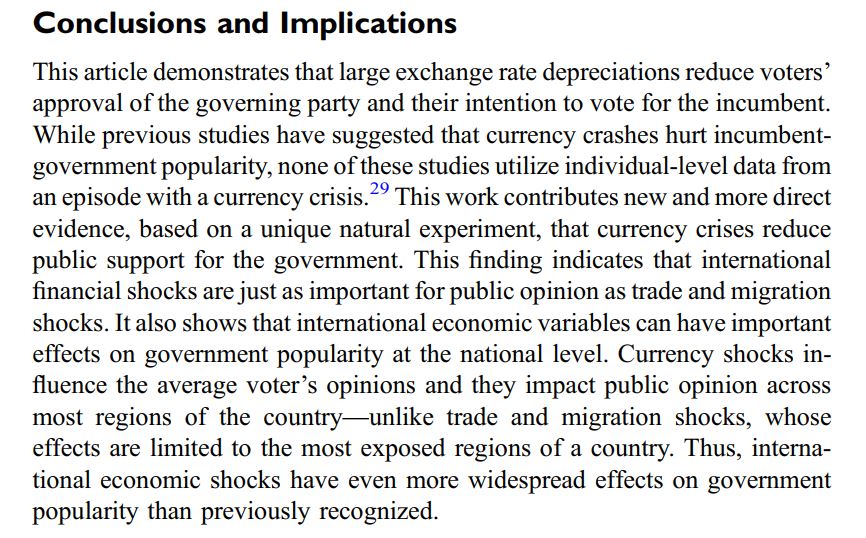 Conclusions and Implications
This article demonstrates that large exchange rate depreciations reduce voters’
approval of the governing party and their intention to vote for the incumbent.
While previous studies have suggested that currency crashes hurt incumbent-
government popularity, none of these studies utilize individual-level data from
an episode with a currency crisis.29 This work contributes new and more direct
evidence, based on a unique natural experiment, that currency crises reduce
public support for the government. This finding indicates that international
financial shocks are just as important for public opinion as trade and migration
shocks. It also shows that international economic variables can have important
effects on government popularity at the national level. Currency shocks in-
fluence the average voter’s opinions and they impact public opinion across
most regions of the country—unlike trade and migration shocks, whose
effects are limited to the most exposed regions of a country. Thus, interna-
tional economic shocks have even more widespread effects on government
popularity than previously recognized.